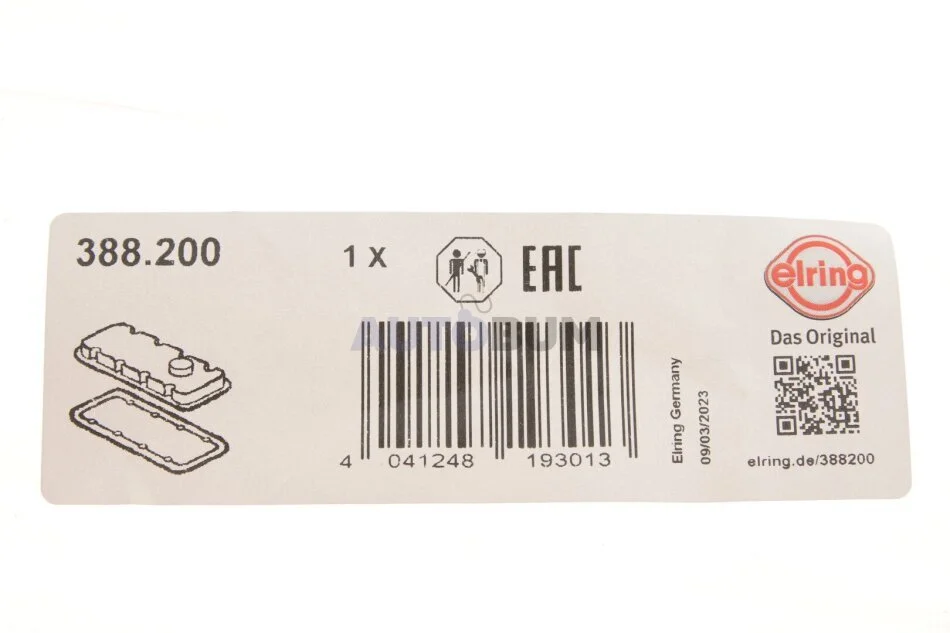 388.200
1 X
EAC
elring
Das Original
AUTOBUM
4 041248 193013
Elring Germany
09/03/2023
elring.de/388200